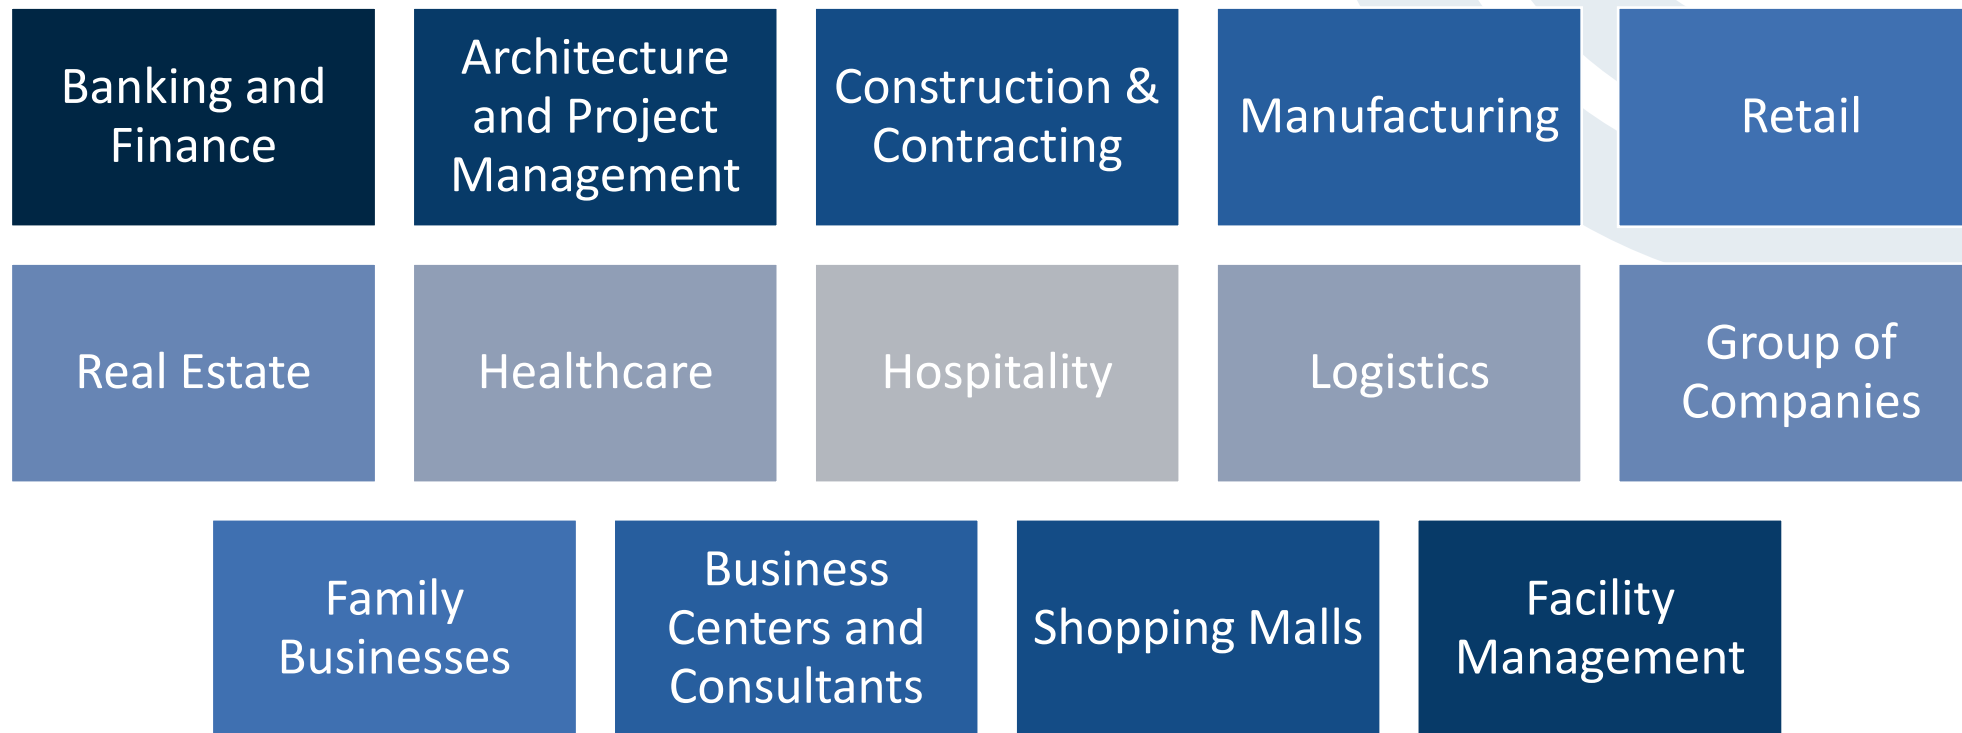 Banking and
Finance
Architecture
and Project
Management
Construction &
Contracting
Manufacturing
Retail
Real Estate
Healthcare
Hospitality
Logistics
Group of
Companies
Family
Businesses
Business
Centers and
Consultants
Shopping Malls
Facility
Management